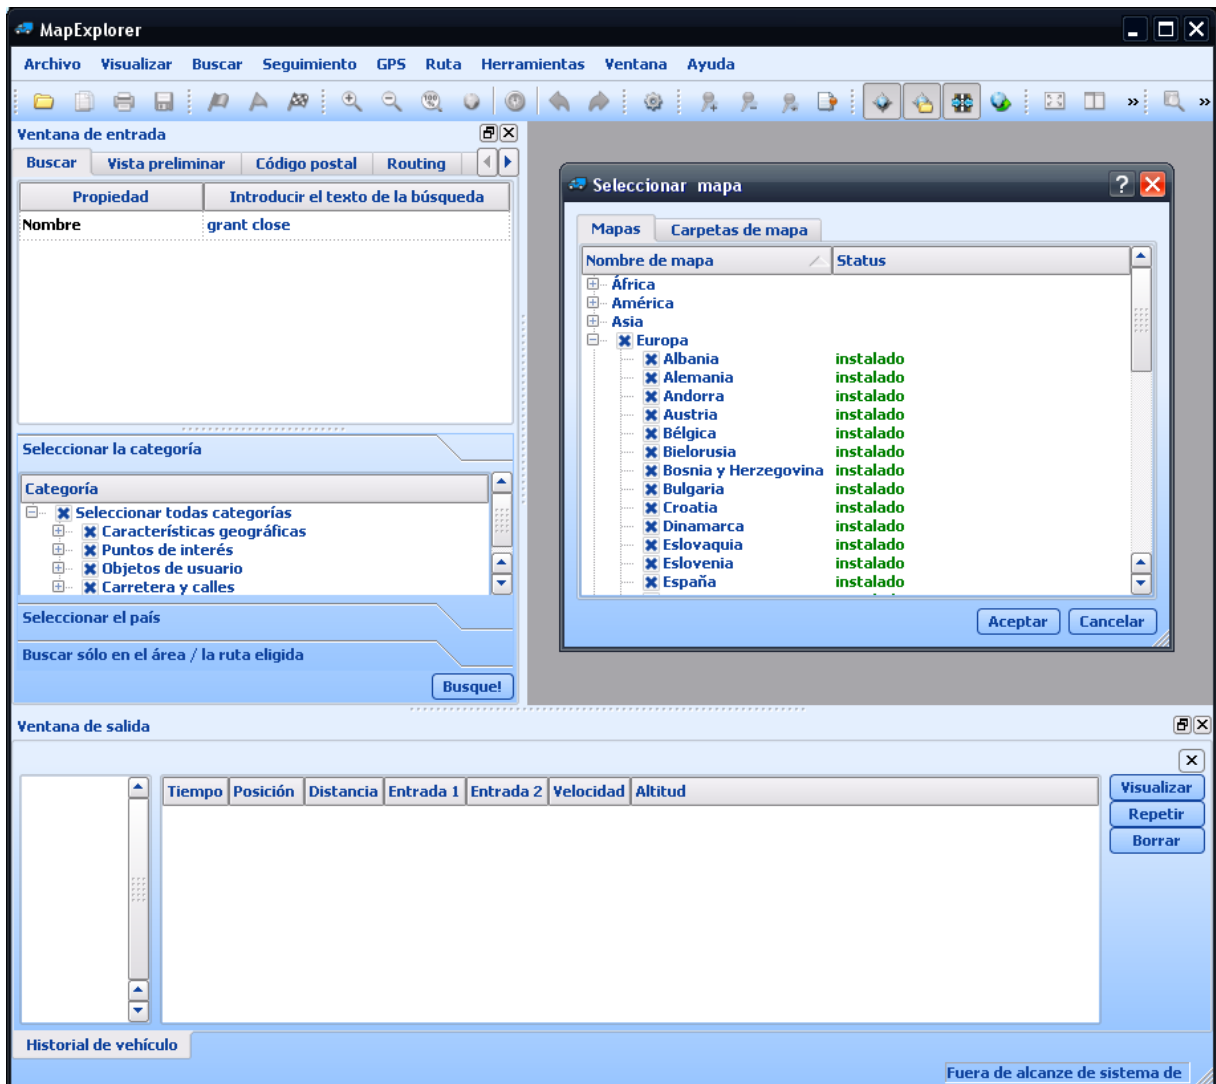 MapExplorer
Archivo Visualizar Buscar Seguimiento GPS Ruta Herramientas Ventana Ayuda
100
»
»
Ventana de entrada
Buscar Vista preliminar Código postal Routing
Propiedad Introducir el texto de la búsqueda
Nombre grant close
Seleccionar la categoría
Categoría
Seleccionar todas categorías
Características geográficas
Puntos de interés
Objetos de usuario
Carretera y calles
Seleccionar el país
Buscar sólo en el área / la ruta eligida
Busque!
Seleccionar mapa
?
Mapas Carpetas de mapa
Nombre de mapa Status
África
América
Asia
Europa
Albania instalado
Alemania instalado
Andorra instalado
Austria instalado
Bélgica instalado
Bielorusia instalado
Bosnia y Herzegovina instalado
Bulgaria instalado
Croatia instalado
Dinamarca instalado
Eslovaquia instalado
Eslovenia instalado
España instalado
Aceptar Cancelar
Ventana de salida
Tiempo Posición Distancia Entrada 1 Entrada 2 Velocidad Altitud
Visualizar
Repetir
Borrar
Historial de vehículo
Fuera de alcanze de sistema de